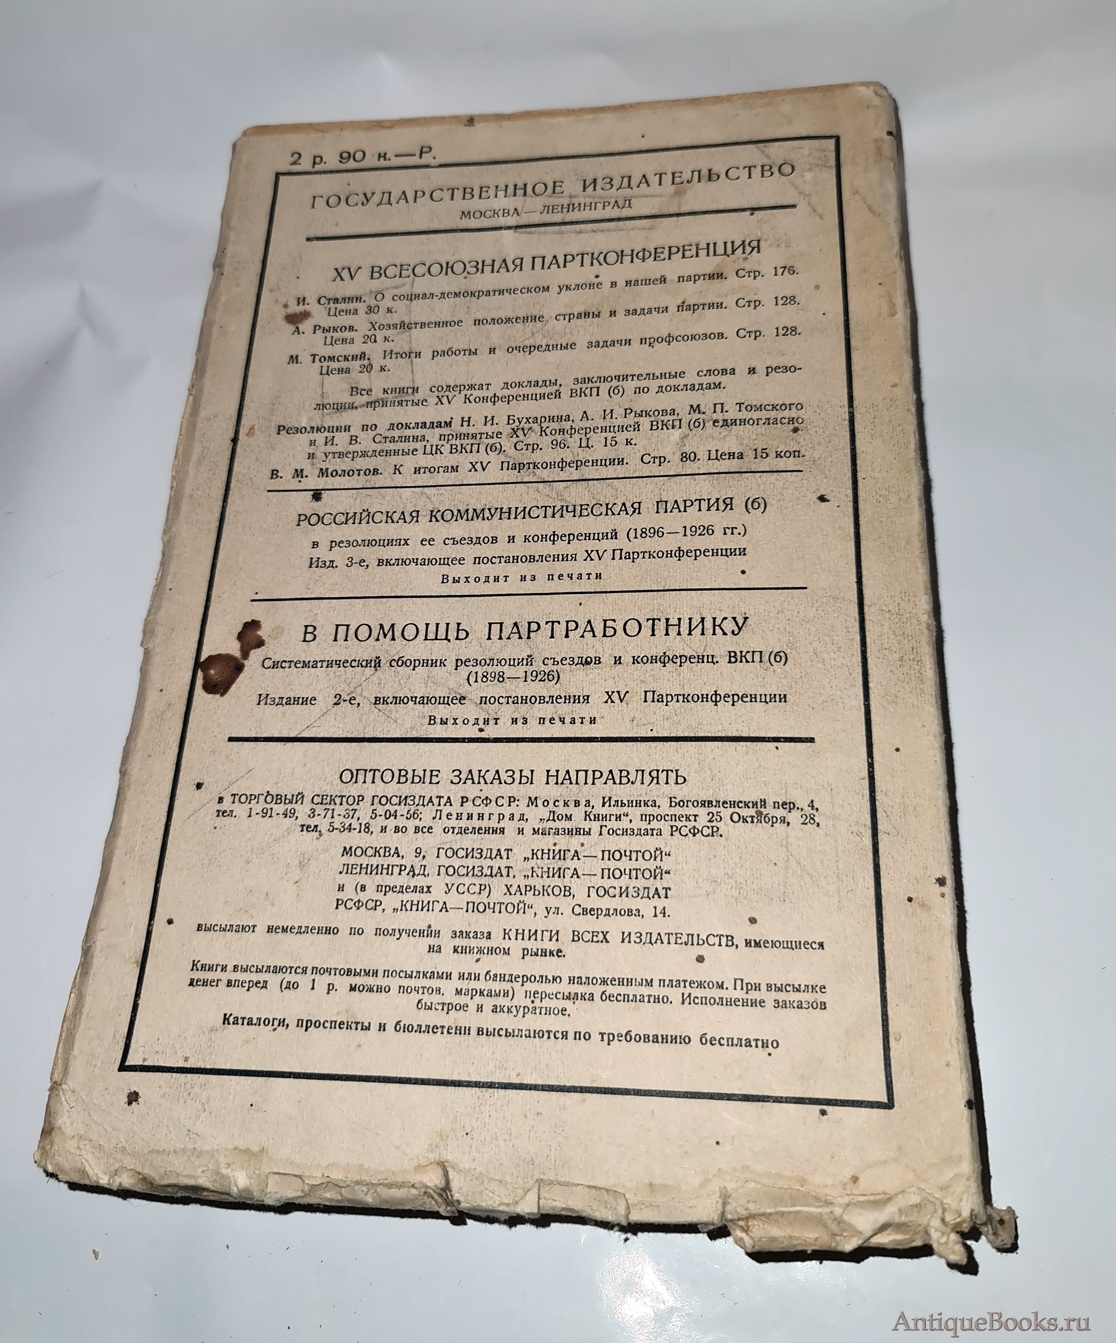 2 р. 90 к.—Р.
ГОСУДАРСТВЕННОЕ ИЗДАТЕЛЬСТВО
МОСКВА—ЛЕНИНГРАД
XV ВСЕСОЮЗНАЯ ПАРТКОНФЕРЕНЦИЯ
И. Сталин. О социал-демократическом уклоне в нашей партии. Стр. 176.
Цена 30 к.
А. Рыков. Хозяйственное положение страны и задачи партии. Стр. 128.
Цена 20 к.
М. Томский. Итоги работы и очередные задачи профсоюзов. Стр. 128.
Цена 20 к.
Все книги содержат доклады, заключительные слова и резо-
люции, принятые XV Конференцией ВКП (б) по докладам.
Резолюции по докладам Н. И. Бухарина, А. И. Рыкова, М. П. Томского
и И. В. Сталина, принятые XV Конференцией ВКП (б) единогласно
и утвержденные ЦК ВКП (б). Стр. 96. Ц. 15 к.
В. М. Молотов. К итогам XV Партконференции. Стр. 80. Цена 15 коп.
РОССИЙСКАЯ КОММУНИСТИЧЕСКАЯ ПАРТИЯ (б)
в резолюциях ее съездов и конференций (1896—1926 гг.)
Изд. 3-е, включающее постановления XV Партконференции
Выходит из печати
В ПОМОЩЬ ПАРТРАБОТНИКУ
Систематический сборник резолюций съездов и конференц. ВКП (б)
(1898—1926)
Издание 2-е, включающее постановления XV Партконференции
Выходит из печати
ОПТОВЫЕ ЗАКАЗЫ НАПРАВЛЯТЬ
в ТОРГОВЫЙ СЕКТОР ГОСИЗДАТА РСФСР: Москва, Ильинка, Богоявленский пер., 4,
тел. 1-91-49, 3-71-37, 5-04-56; Ленинград, „Дом Книги“, проспект 25 Октября, 28,
тел. 5-34-18, и во все отделения и магазины Госиздата РСФСР.
МОСКВА, 9, ГОСИЗДАТ „КНИГА—ПОЧТОЙ“
ЛЕНИНГРАД, ГОСИЗДАТ, „КНИГА—ПОЧТОЙ“
и (в пределах УССР) ХАРЬКОВ, ГОСИЗДАТ
РСФСР, „КНИГА—ПОЧТОЙ“, ул. Свердлова, 14.
высылают немедленно по получении заказа КНИГИ ВСЕХ ИЗДАТЕЛЬСТВ, имеющиеся
на книжном рынке.
Книги высылаются почтовыми посылками или бандеролью наложенным платежом. При высылке
денег вперед (до 1 р. можно почтов. марками) пересылка бесплатно. Исполнение заказов
быстрое и аккуратное.
Каталоги, проспекты и бюллетени высылаются по требованию бесплатно
AntiqueBooks.ru